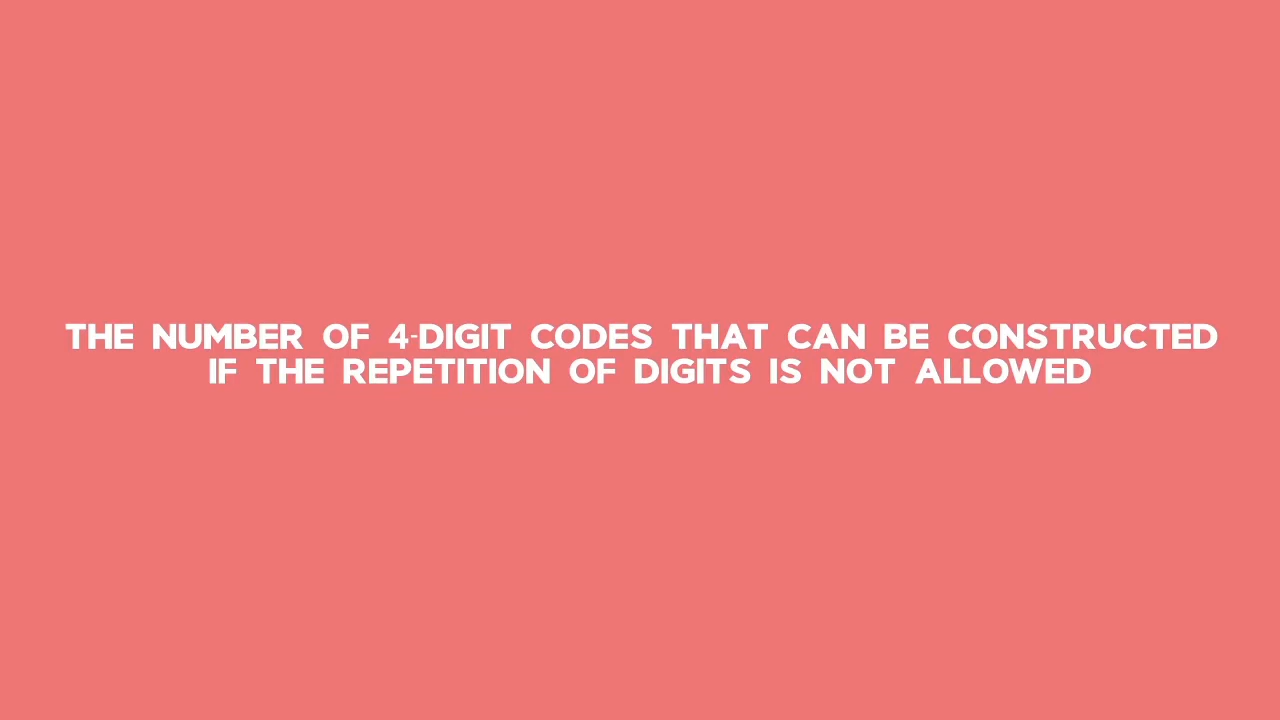 THE NUMBER OF 4-DIGIT CODES THAT CAN BE CONSTRUCTED
IF THE REPETITION OF DIGITS IS NOT ALLOWED